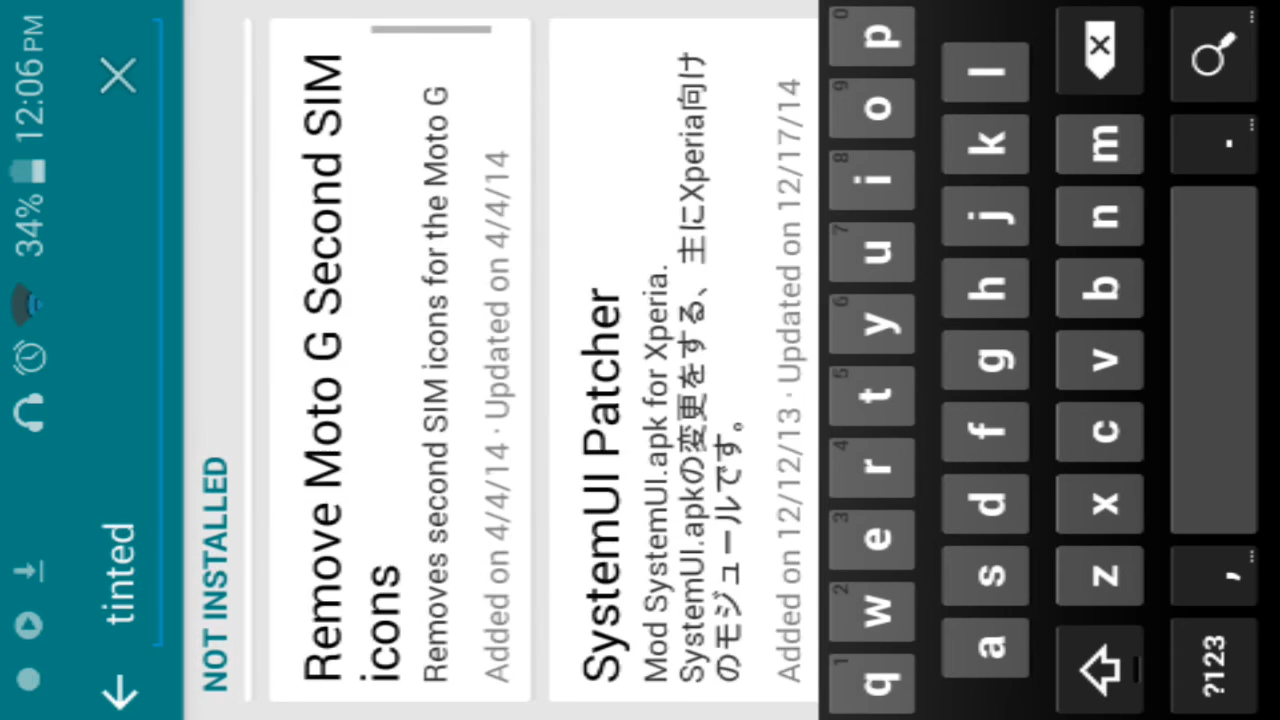 34% 12:06 PM
tinted
NOT INSTALLED
Remove Moto G Second SIM
icons
Removes second SIM icons for the Moto G
Added on 4/4/14 · Updated on 4/4/14
SystemUI Patcher
Mod SystemUI.apk for Xperia.
SystemUI.apkの変更をする、主にXperia向け
のモジュールです。
Added on 12/12/13 · Updated on 12/17/14
1 2 3 4 5 6 7 8 9 0
q w e r t y u i o p
a s d f g h j k l
z x c v b n m
?123 , .